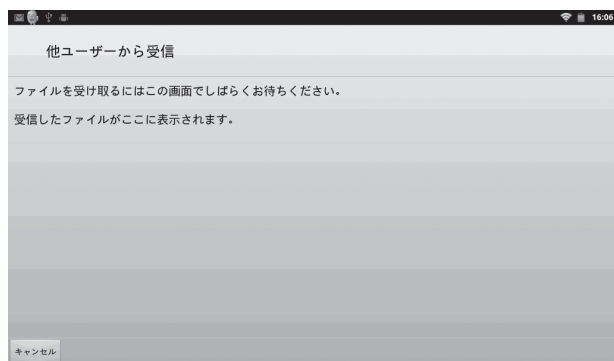 16:06
他ユーザーから受信
ファイルを受け取るにはこの画面でしばらくお待ちください。
受信したファイルがここに表示されます。
キャンセル